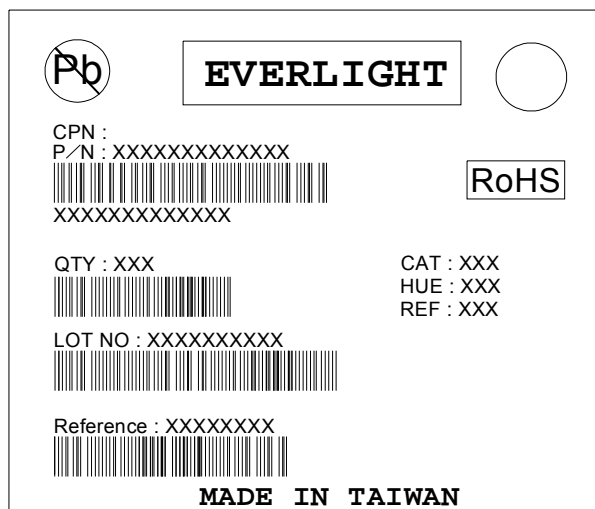 Pb
EVERLIGHT
CPN :
P/N : XXXXXXXXXXXXX
RoHS
XXXXXXXXXXXXX
QTY : XXX
CAT : XXX
HUE : XXX
REF : XXX
LOT NO : XXXXXXXXXX
Reference : XXXXXXXX
MADE IN TAIWAN